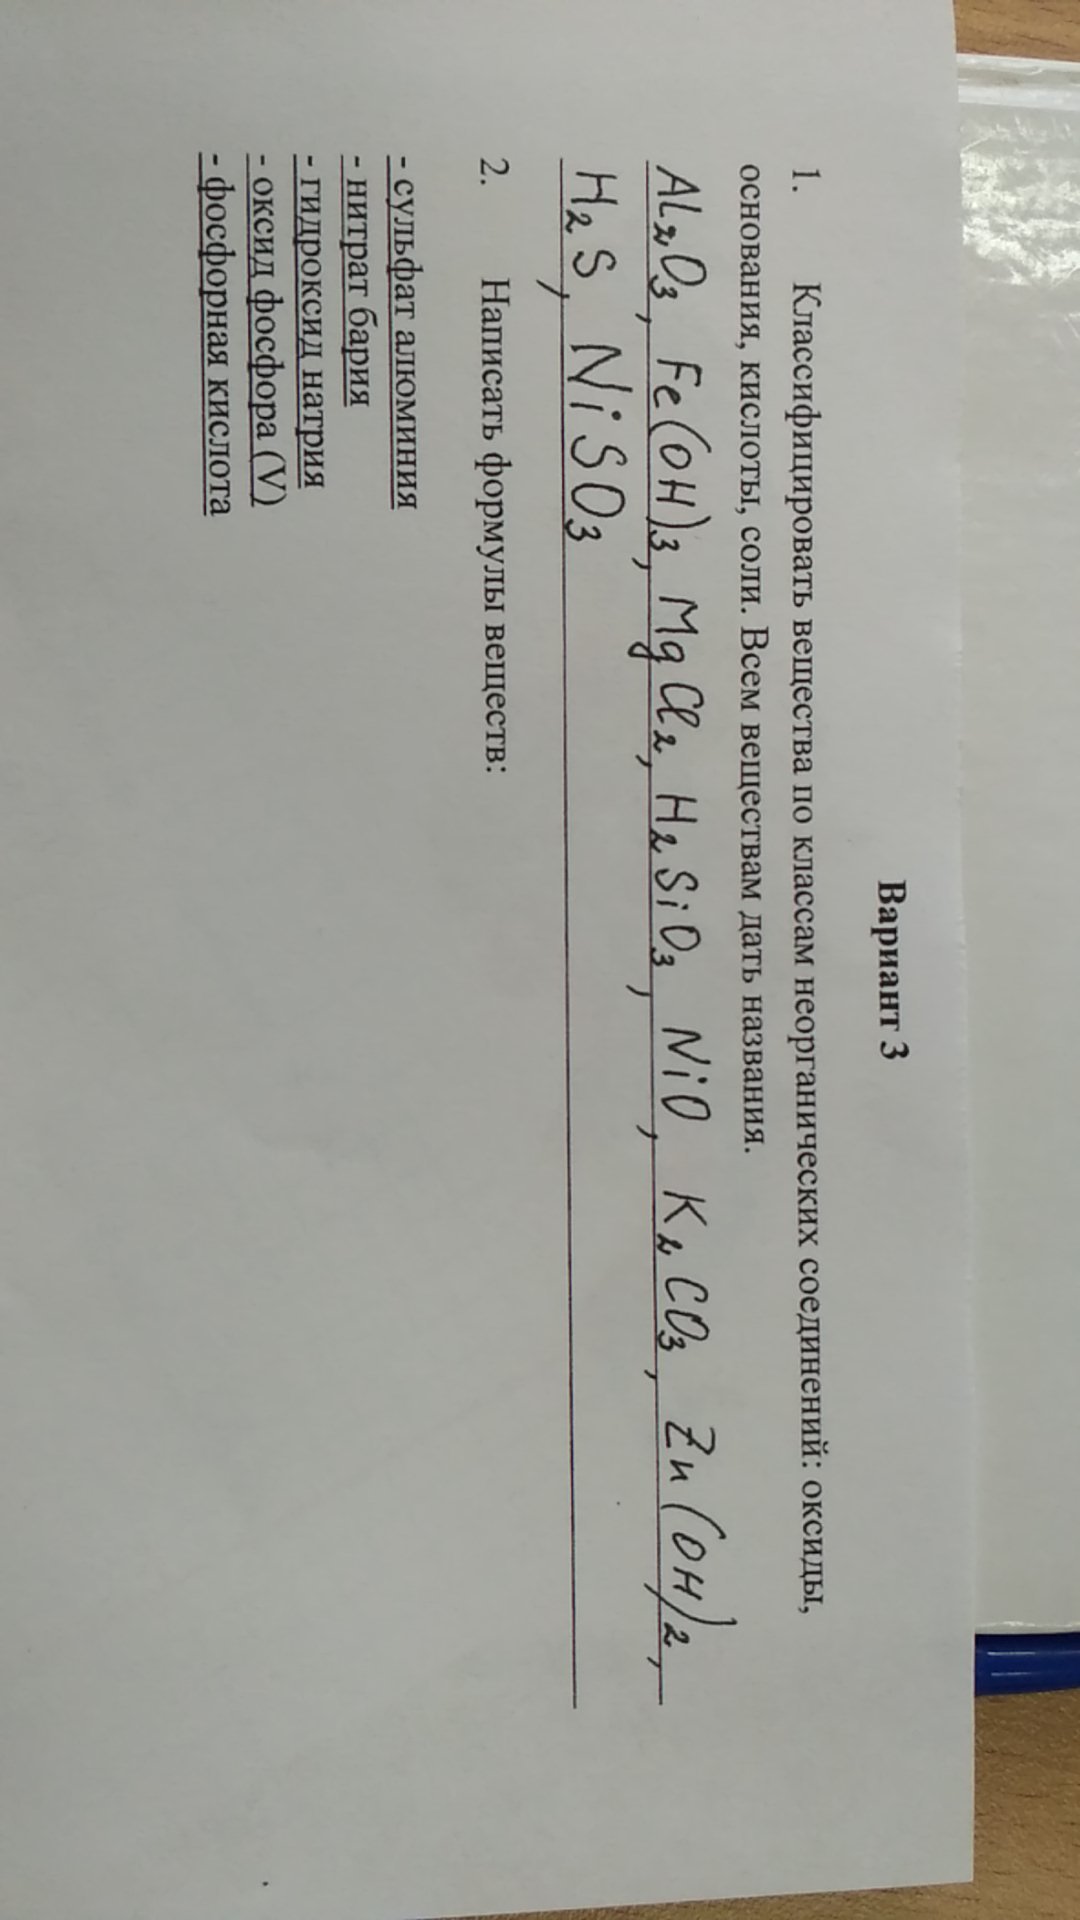 Вариант 3
1. Классифицировать вещества по классам неорганических соединений: оксиды,
основания, кислоты, соли. Всем веществам дать названия.
Al₂O₃, Fe(OH)₃, MgCl₂, H₂SiO₃, NiO, K₂CO₃, Zn(OH)₂,
H₂S, NiSO₃
2. Написать формулы веществ:
- сульфат алюминия
- нитрат бария
- гидроксид натрия
- оксид фосфора (V)
- фосфорная кислота